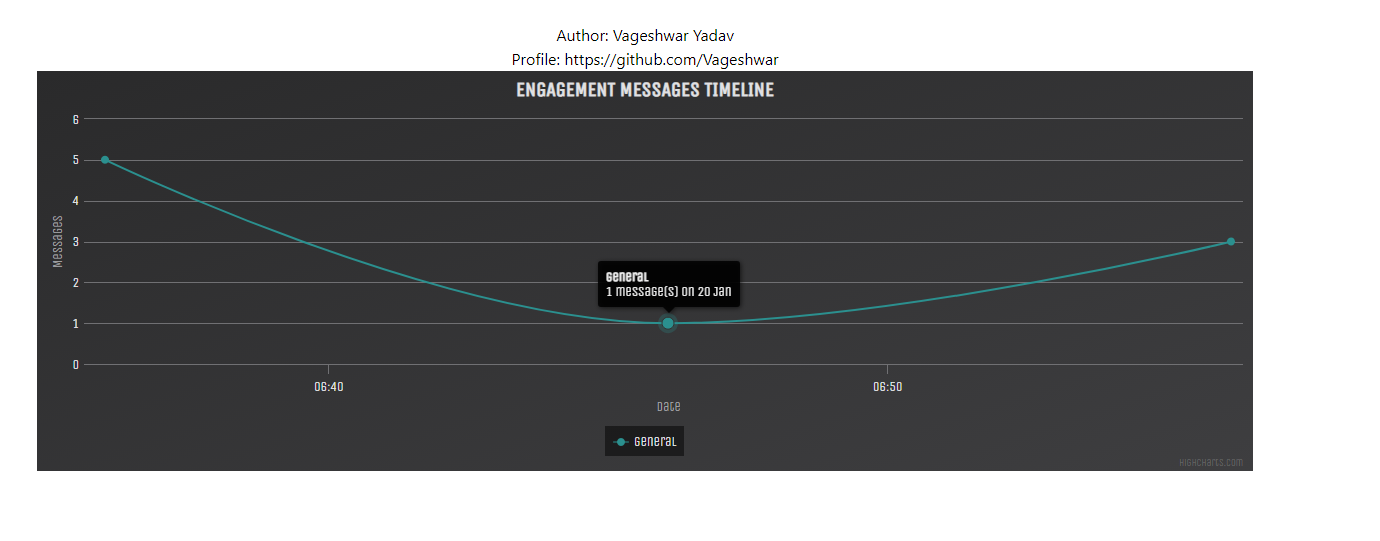 Author: Vageshwar Yadav
Profile: https://github.com/Vageshwar
ENGAGEMENT MESSAGES TIMELINE
6
5
4
3
2
1
0
Messages
General
1 message(s) on 20 Jan
06:40
06:50
Date
General
Highcharts.com